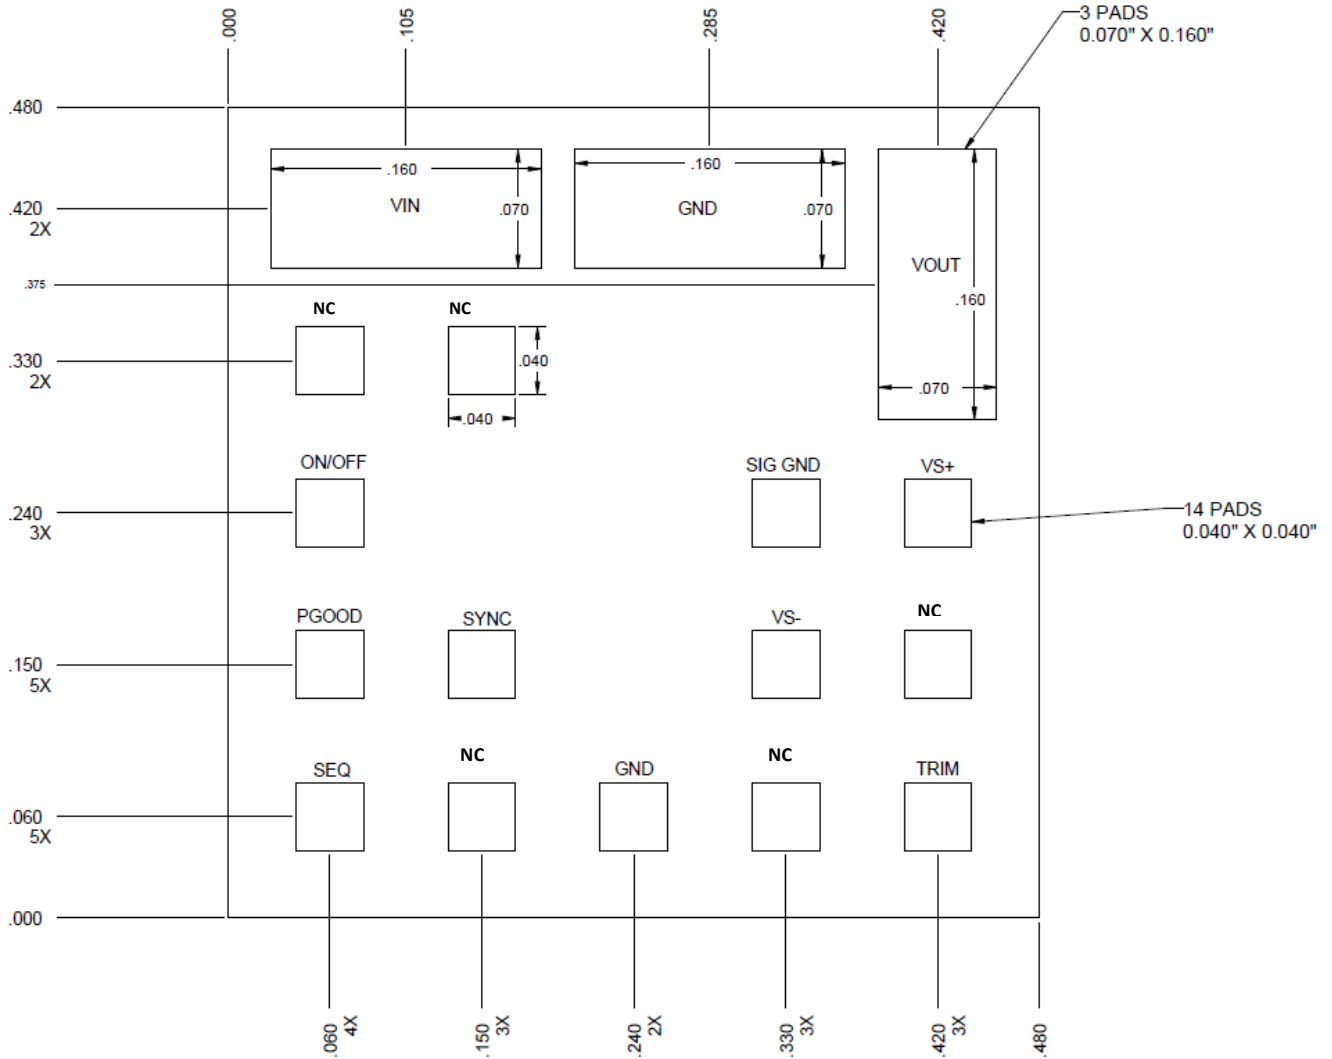 .000
.105
.285
.420
3 PADS
0.070" X 0.160"
.480
.160
.160
VIN
.070
GND
.070
.420
2X
VOUT
.375
.160
NC
NC
.330
2X
.040
.070
.040
ON/OFF
SIG GND
VS+
.240
3X
14 PADS
0.040" X 0.040"
PGOOD
SYNC
VS-
NC
.150
5X
SEQ
NC
GND
NC
TRIM
.060
5X
.000
.060
4X
.150
3X
.240
2X
.330
3X
.420
3X
.480